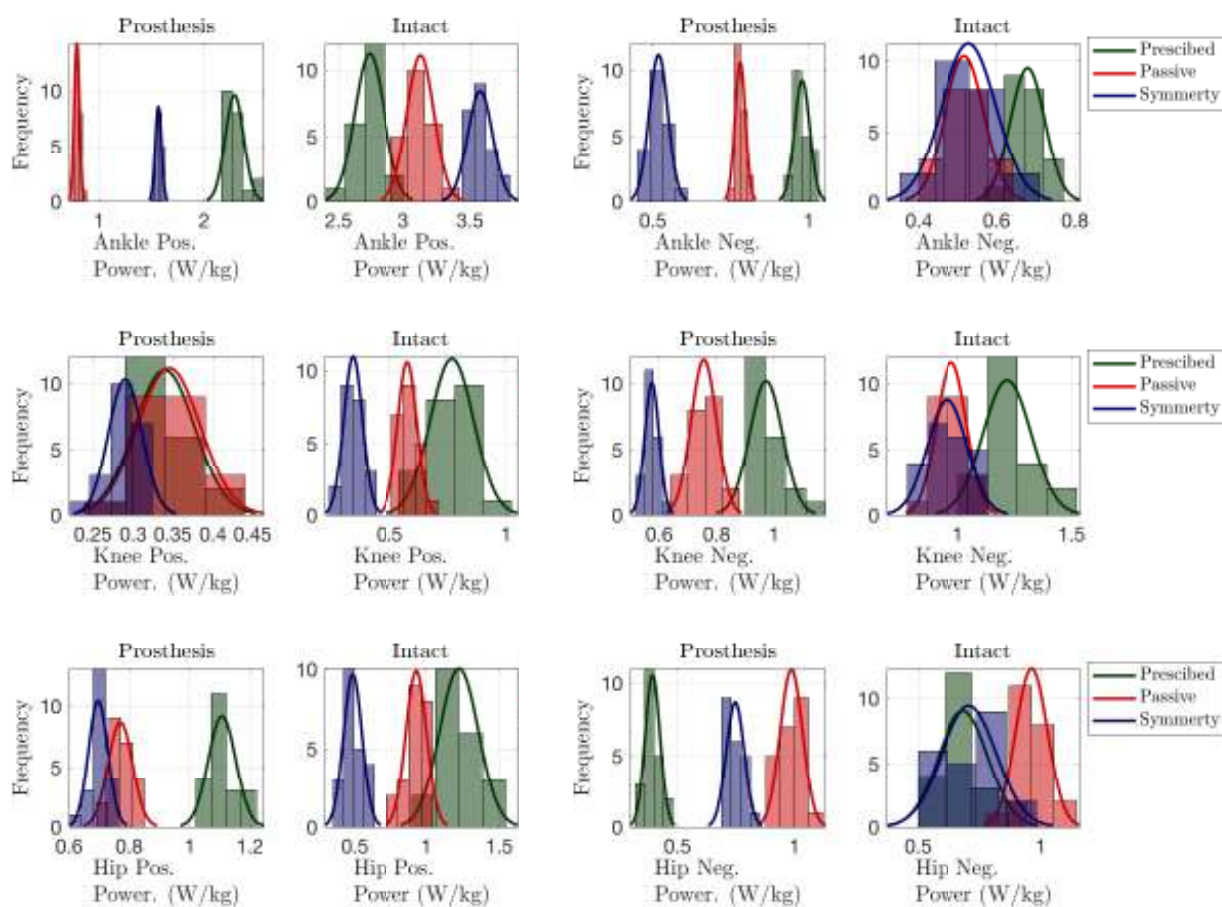 Prosthesis
Intact
Prosthesis
Intact
Frequency
10
5
0
1
2
Ankle Pos.
Power. (W/kg)
10
5
0
2.5
3
3.5
Ankle Pos.
Power (W/kg)
Frequency
10
5
0
0.5
1
Ankle Neg.
Power. (W/kg)
10
5
0
0.4
0.6
0.8
Ankle Neg.
Power (W/kg)
Prescibed
Passive
Symmerty
Prosthesis
Intact
Prosthesis
Intact
Frequency
10
5
0
0.25
0.3
0.35
0.4
0.45
Knee Pos.
Power. (W/kg)
10
5
0
0.5
1
Knee Pos.
Power (W/kg)
Frequency
10
5
0
0.6
0.8
1
Knee Neg.
Power. (W/kg)
10
5
0
1
1.5
Knee Neg.
Power (W/kg)
Prescibed
Passive
Symmerty
Prosthesis
Intact
Prosthesis
Intact
Frequency
10
5
0
0.6
0.8
1
1.2
Hip Pos.
Power. (W/kg)
10
5
0
0.5
1
1.5
Hip Pos.
Power (W/kg)
Frequency
10
5
0
0.5
1
Hip Neg.
Power. (W/kg)
10
5
0
0.5
1
Hip Neg.
Power (W/kg)
Prescibed
Passive
Symmerty